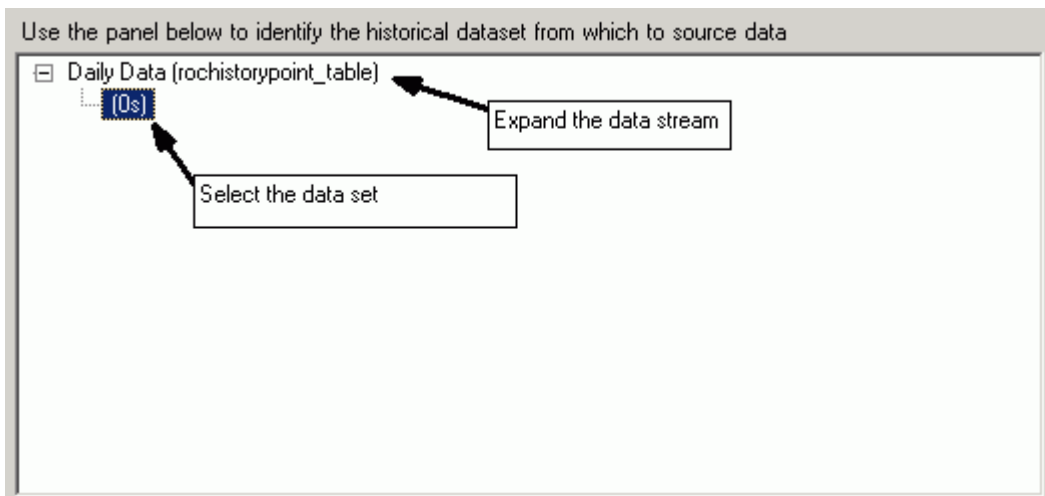 Use the panel below to identify the historical dataset from which to source data
Daily Data (rochistorypoint_table)
(0s)
Expand the data stream
Select the data set